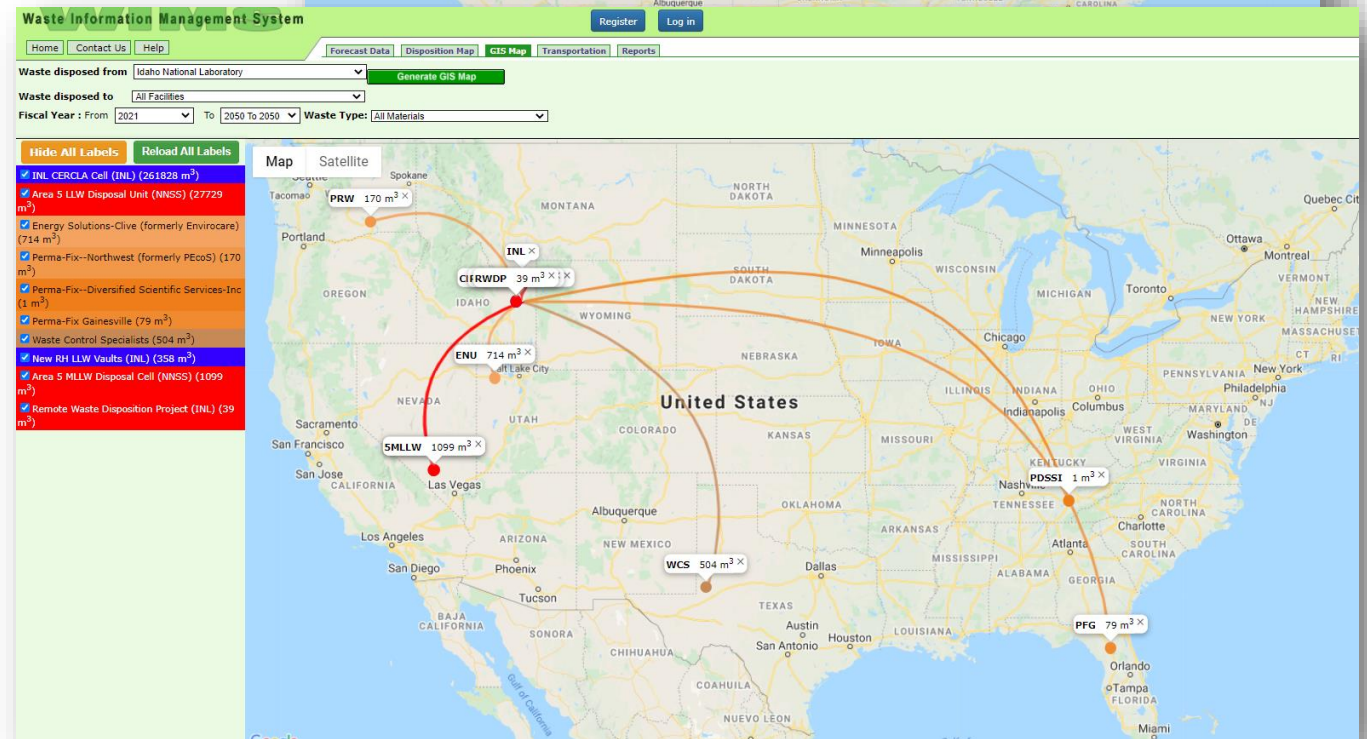 Albuquerque
CAROLINA
Waste Information Management System
Register Log in
Home Contact Us Help
Forecast Data Disposition Map GIS Map Transportation Reports
Waste disposed from Idaho National Laboratory
Generate GIS Map
Waste disposed to All Facilities
Fiscal Year : From 2021 To 2050 To 2050 Waste Type: All Materials
Hide All Labels Reload All Labels
INL CERCLA Cell (INL) (261828 m³)
Area 5 LLW Disposal Unit (NNSS) (27729
m³)
Energy Solutions-Clive (formerly Envirocare)
(714 m³)
Perma-Fix--Northwest (formerly PEcoS) (170
m³)
Perma-Fix--Diversified Scientific Services-Inc
(1 m³)
Perma-Fix Gainesville (79 m³)
Waste Control Specialists (504 m³)
New RH LLW Vaults (INL) (358 m³)
Area 5 MLLW Disposal Cell (NNSS) (1099
m³)
Remote Waste Disposition Project (INL) (39
m³)
Map Satellite
Spokane
Tacoma
PRW 170 m³ ×
MONTANA
NORTH
DAKOTA
Quebec Cit
Portland
MINNESOTA
Ottawa
Montreal
INL ×
Minneapolis
WISCONSIN
SOUTH
DAKOTA
RWDP 39 m³ ×
VERMONT
OREGON
IDAHO
MICHIGAN
Toronto
NEW
HAMPSHIRE
WYOMING
NEW YORK
MASSACHUSET
IOWA
Chicago
ENU 714 m³ ×
alt Lake City
NEBRASKA
CT RI
PENNSYLVANIA New York
ILLINOIS INDIANA OHIO
Philadelphia
NEVADA
United States
Indianapolis Columbus
MARYLAND NJ
DE
Sacramento
UTAH
COLORADO
KANSAS
MISSOURI
WEST
VIRGINIA
Washington
San Francisco
5MLLW 1099 m³ ×
San Jose
CALIFORNIA
Las Vegas
KENTUCKY
VIRGINIA
PDSSI 1 m³ ×
Nashville
TENNESSEE
NORTH
CAROLINA
Albuquerque
OKLAHOMA
ARKANSAS
Charlotte
Los Angeles
ARIZONA
NEW MEXICO
Atlanta
SOUTH
CAROLINA
San Diego
Phoenix
WCS 504 m³ ×
Dallas
MISSISSIPPI
ALABAMA
GEORGIA
Tucson
TEXAS
BAJA
CALIFORNIA
SONORA
Austin
Houston
LOUISIANA
PFG 79 m³ ×
CHIHUAHUA
San Antonio
Orlando
COAHUILA
Tampa
FLORIDA
Gulf of California
NUEVO LEON
Miami